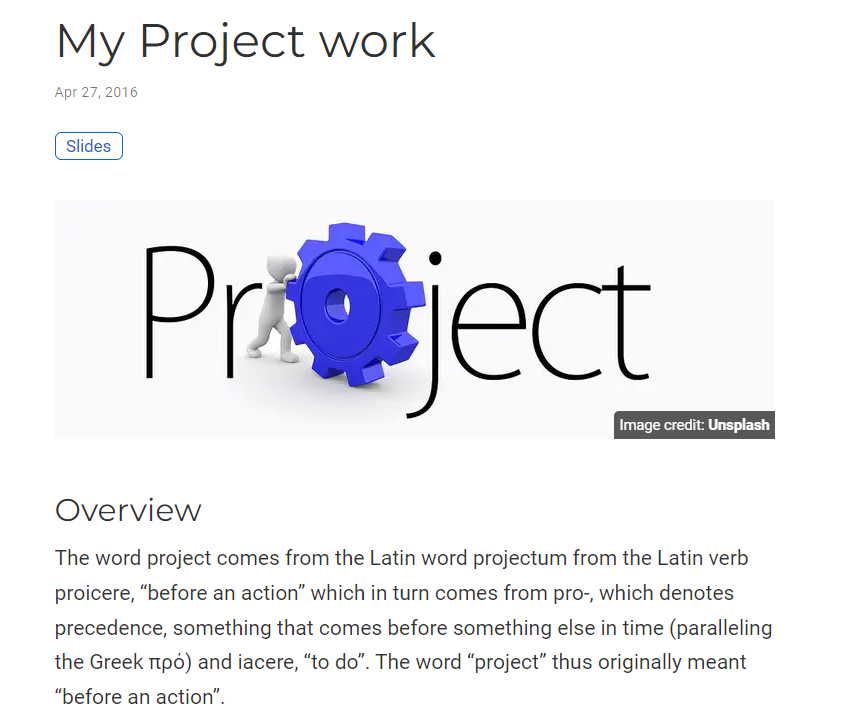 My Project work
Apr 27, 2016
Slides
Project
Image credit: Unsplash
Overview
The word project comes from the Latin word projectum from the Latin verb
proicere, “before an action” which in turn comes from pro-, which denotes
precedence, something that comes before something else in time (paralleling
the Greek πρό) and iacere, “to do”. The word “project” thus originally meant
“before an action”.